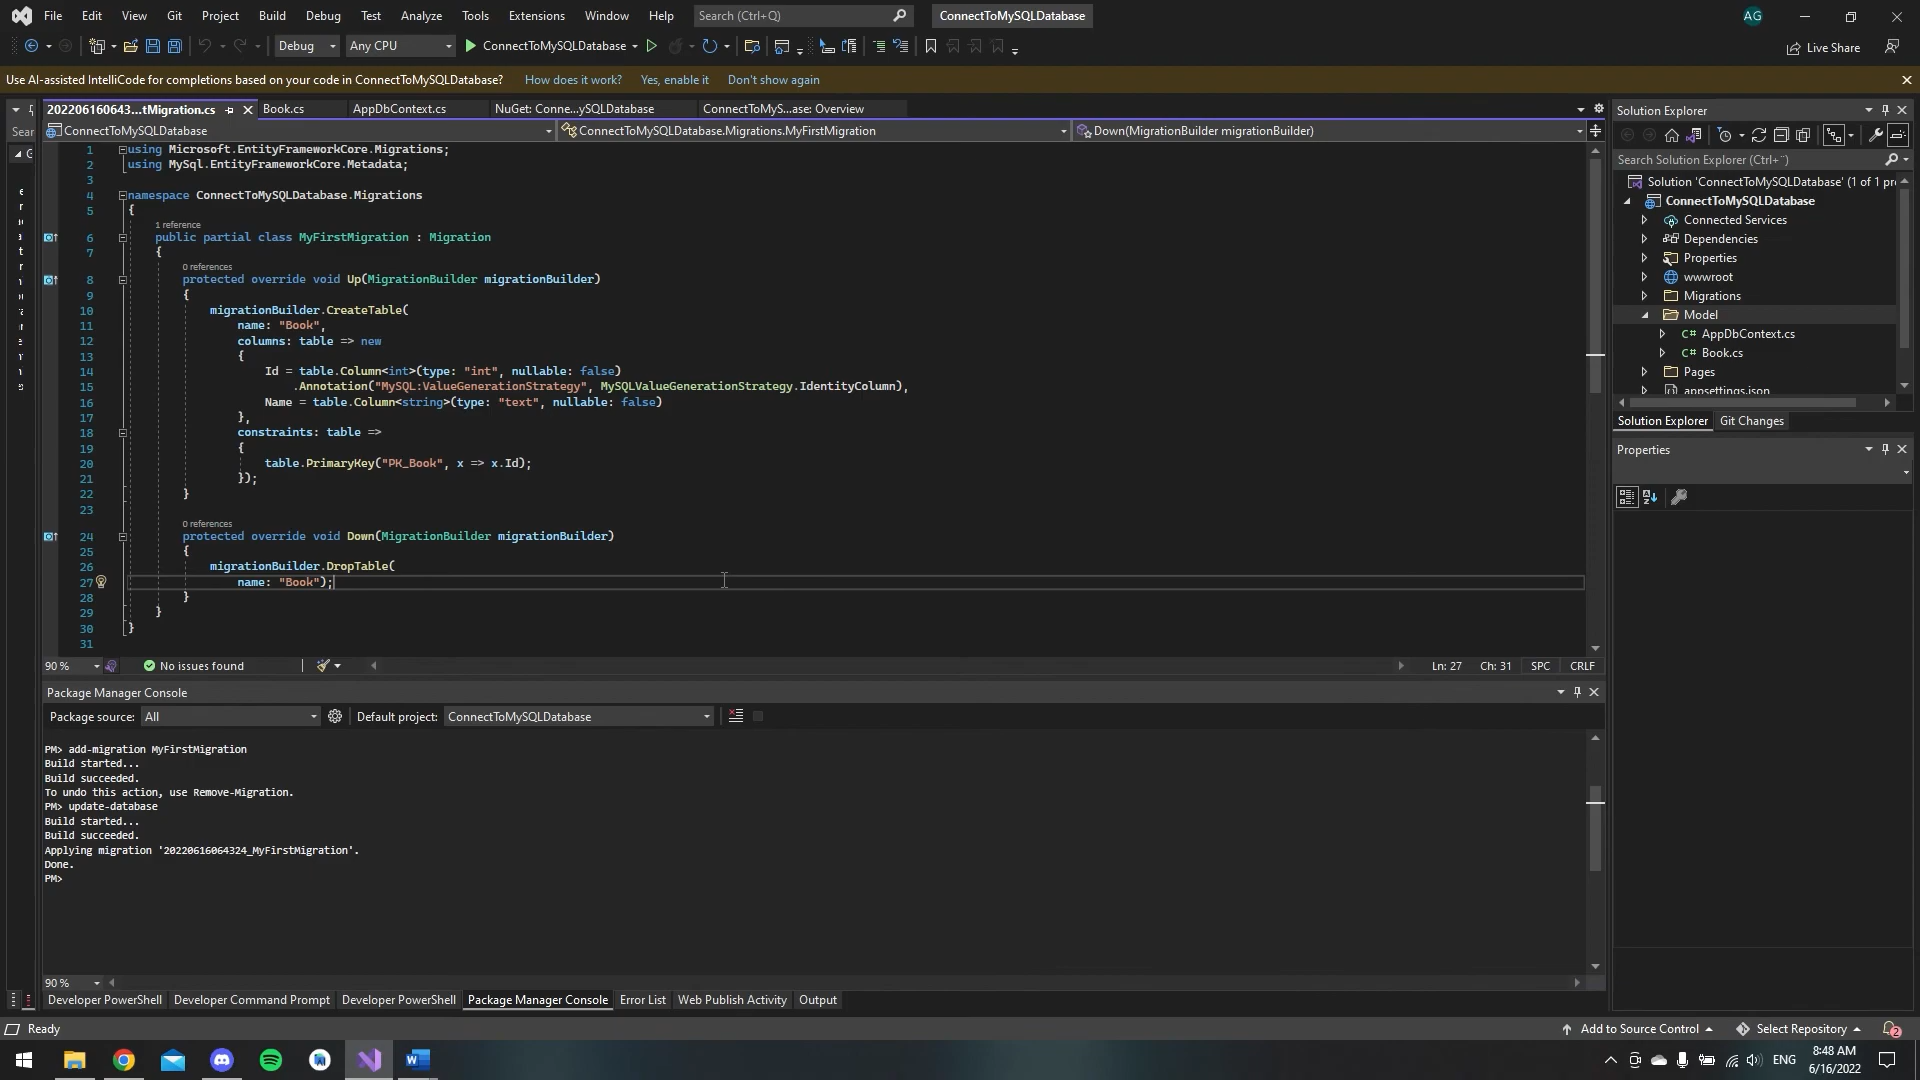 File Edit View Git Project Build Debug Test Analyze Tools Extensions Window Help Search (Ctrl+Q) ConnectToMySQLDatabase AG
Debug Any CPU ConnectToMySQLDatabase Live Share
Use AI-assisted IntelliCode for completions based on your code in ConnectToMySQLDatabase? How does it work? Yes, enable it Don't show again
202206160643...tMigration.cs Book.cs AppDbContext.cs NuGet: Conne...ySQLDatabase ConnectToMyS...ase: Overview
ConnectToMySQLDatabase ConnectToMySQLDatabase.Migrations.MyFirstMigration Down(MigrationBuilder migrationBuilder)
1 using Microsoft.EntityFrameworkCore.Migrations;
2 using MySql.EntityFrameworkCore.Metadata;
3
4 namespace ConnectToMySQLDatabase.Migrations
5 {
1 reference
6 public partial class MyFirstMigration : Migration
7 {
0 references
8 protected override void Up(MigrationBuilder migrationBuilder)
9 {
10 migrationBuilder.CreateTable(
11 name: "Book",
12 columns: table => new
13 {
14 Id = table.Column<int>(type: "int", nullable: false)
15 .Annotation("MySQL:ValueGenerationStrategy", MySQLValueGenerationStrategy.IdentityColumn),
16 Name = table.Column<string>(type: "text", nullable: false)
17 },
18 constraints: table =>
19 {
20 table.PrimaryKey("PK_Book", x => x.Id);
21 });
22 }
23
0 references
24 protected override void Down(MigrationBuilder migrationBuilder)
25 {
26 migrationBuilder.DropTable(
27 name: "Book");
28 }
29 }
30 }
31
90 % No issues found Ln: 27 Ch: 31 SPC CRLF
Package Manager Console
Package source: All Default project: ConnectToMySQLDatabase
PM> add-migration MyFirstMigration
Build started...
Build succeeded.
To undo this action, use Remove-Migration.
PM> update-database
Build started...
Build succeeded.
Applying migration '20220616064324_MyFirstMigration'.
Done.
PM>
90 %
Developer PowerShell Developer Command Prompt Developer PowerShell Package Manager Console Error List Web Publish Activity Output
Solution Explorer
Search Solution Explorer (Ctrl+¨)
Solution 'ConnectToMySQLDatabase' (1 of 1 pr
ConnectToMySQLDatabase
Connected Services
Dependencies
Properties
wwwroot
Migrations
Model
C# AppDbContext.cs
C# Book.cs
Pages
appsettings.json
Solution Explorer Git Changes
Properties
Ready Add to Source Control Select Repository 2
ENG 8:48 AM
6/16/2022